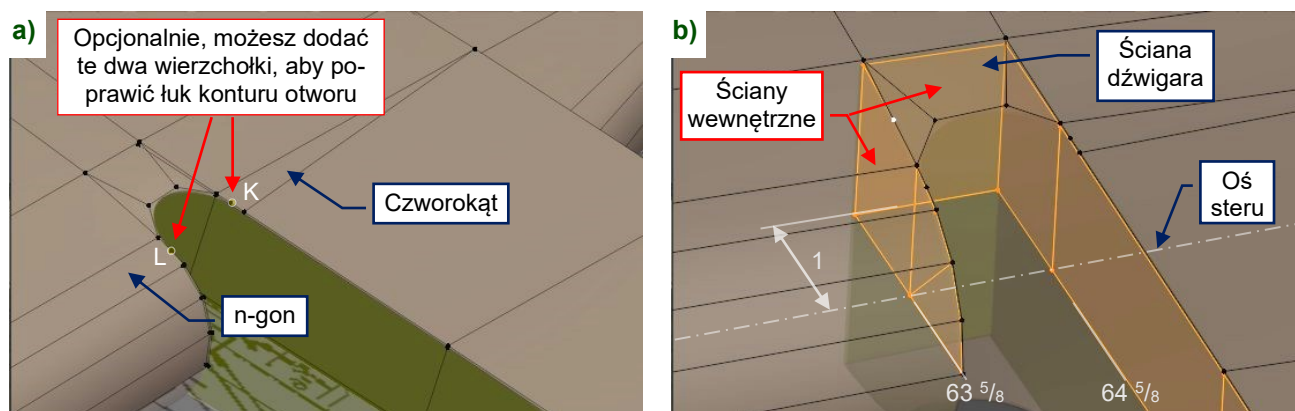 a)
Opcjonalnie, możesz dodać
te dwa wierzchołki, aby po-
prawić łuk konturu otworu
K
L
Czworokąt
n-gon
b)
Ściana
dźwigara
Ściany
wewnętrzne
Oś
steru
1
63 5/8
64 5/8